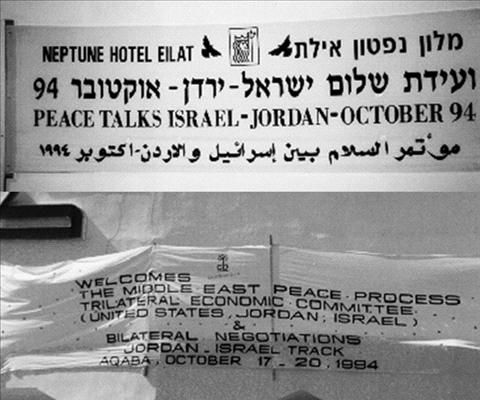 NEPTUNE HOTEL EILAT
מלון נפטון אילת
ועידת שלום ישראל-ירדן-אוקטובר 94
PEACE TALKS ISRAEL-JORDAN-OCTOBER 94
مؤتمر السلام بين إسرائيل والاردن-اكتوبر ١٩٩٤
WELCOMES
THE MIDDLE EAST PEACE PROCESS
TRILATERAL ECONOMIC COMMITTEE
(UNITED STATES, JORDAN, ISRAEL)
&
BILATERAL NEGOTIATIONS
JORDAN - ISRAEL TRACK
AQABA, OCTOBER 17 - 20, 1994